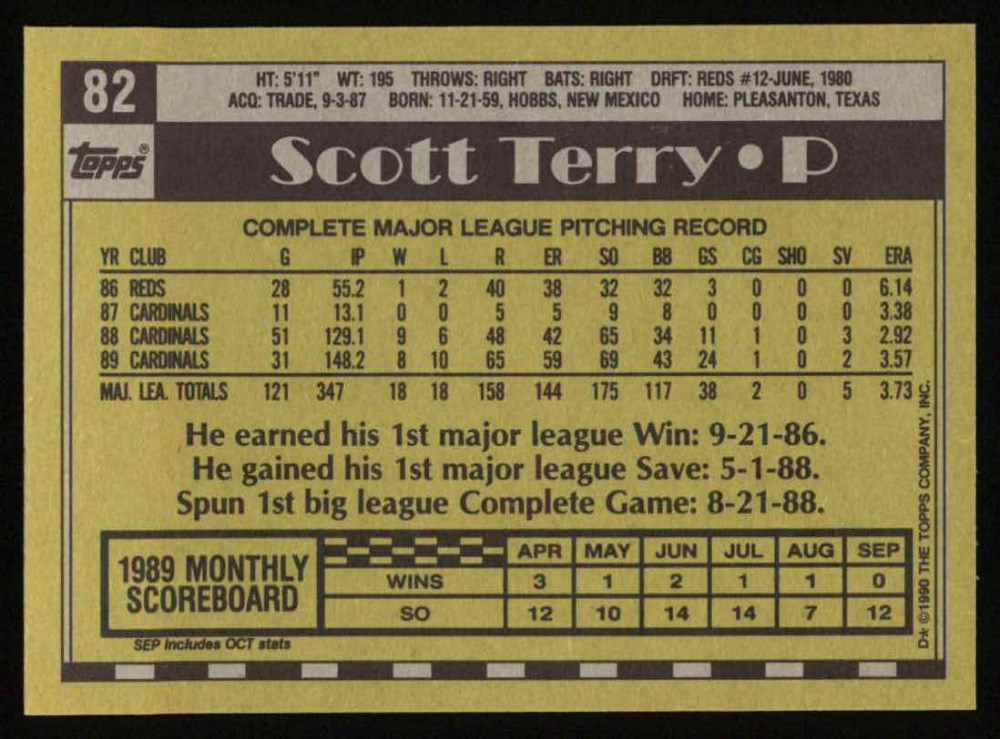 82
HT: 5'11" WT: 195 THROWS: RIGHT BATS: RIGHT DRFT: REDS #12-JUNE, 1980
ACQ: TRADE, 9-3-87 BORN: 11-21-59, HOBBS, NEW MEXICO HOME: PLEASANTON, TEXAS
Topps®
Scott Terry • P
COMPLETE MAJOR LEAGUE PITCHING RECORD
YR CLUB G IP W L R ER SO BB GS CG SHO SV ERA
86 REDS 28 55.2 1 2 40 38 32 32 3 0 0 0 6.14
87 CARDINALS 11 13.1 0 0 5 5 9 8 0 0 0 0 3.38
88 CARDINALS 51 129.1 9 6 48 42 65 34 11 1 0 3 2.92
89 CARDINALS 31 148.2 8 10 65 59 69 43 24 1 0 2 3.57
MAJ. LEA. TOTALS 121 347 18 18 158 144 175 117 38 2 0 5 3.73
He earned his 1st major league Win: 9-21-86.
He gained his 1st major league Save: 5-1-88.
Spun 1st big league Complete Game: 8-21-88.
1989 MONTHLY
SCOREBOARD
APR MAY JUN JUL AUG SEP
WINS 3 1 2 1 1 0
SO 12 10 14 14 7 12
SEP includes OCT stats
D* ©1990 THE TOPPS COMPANY, INC.